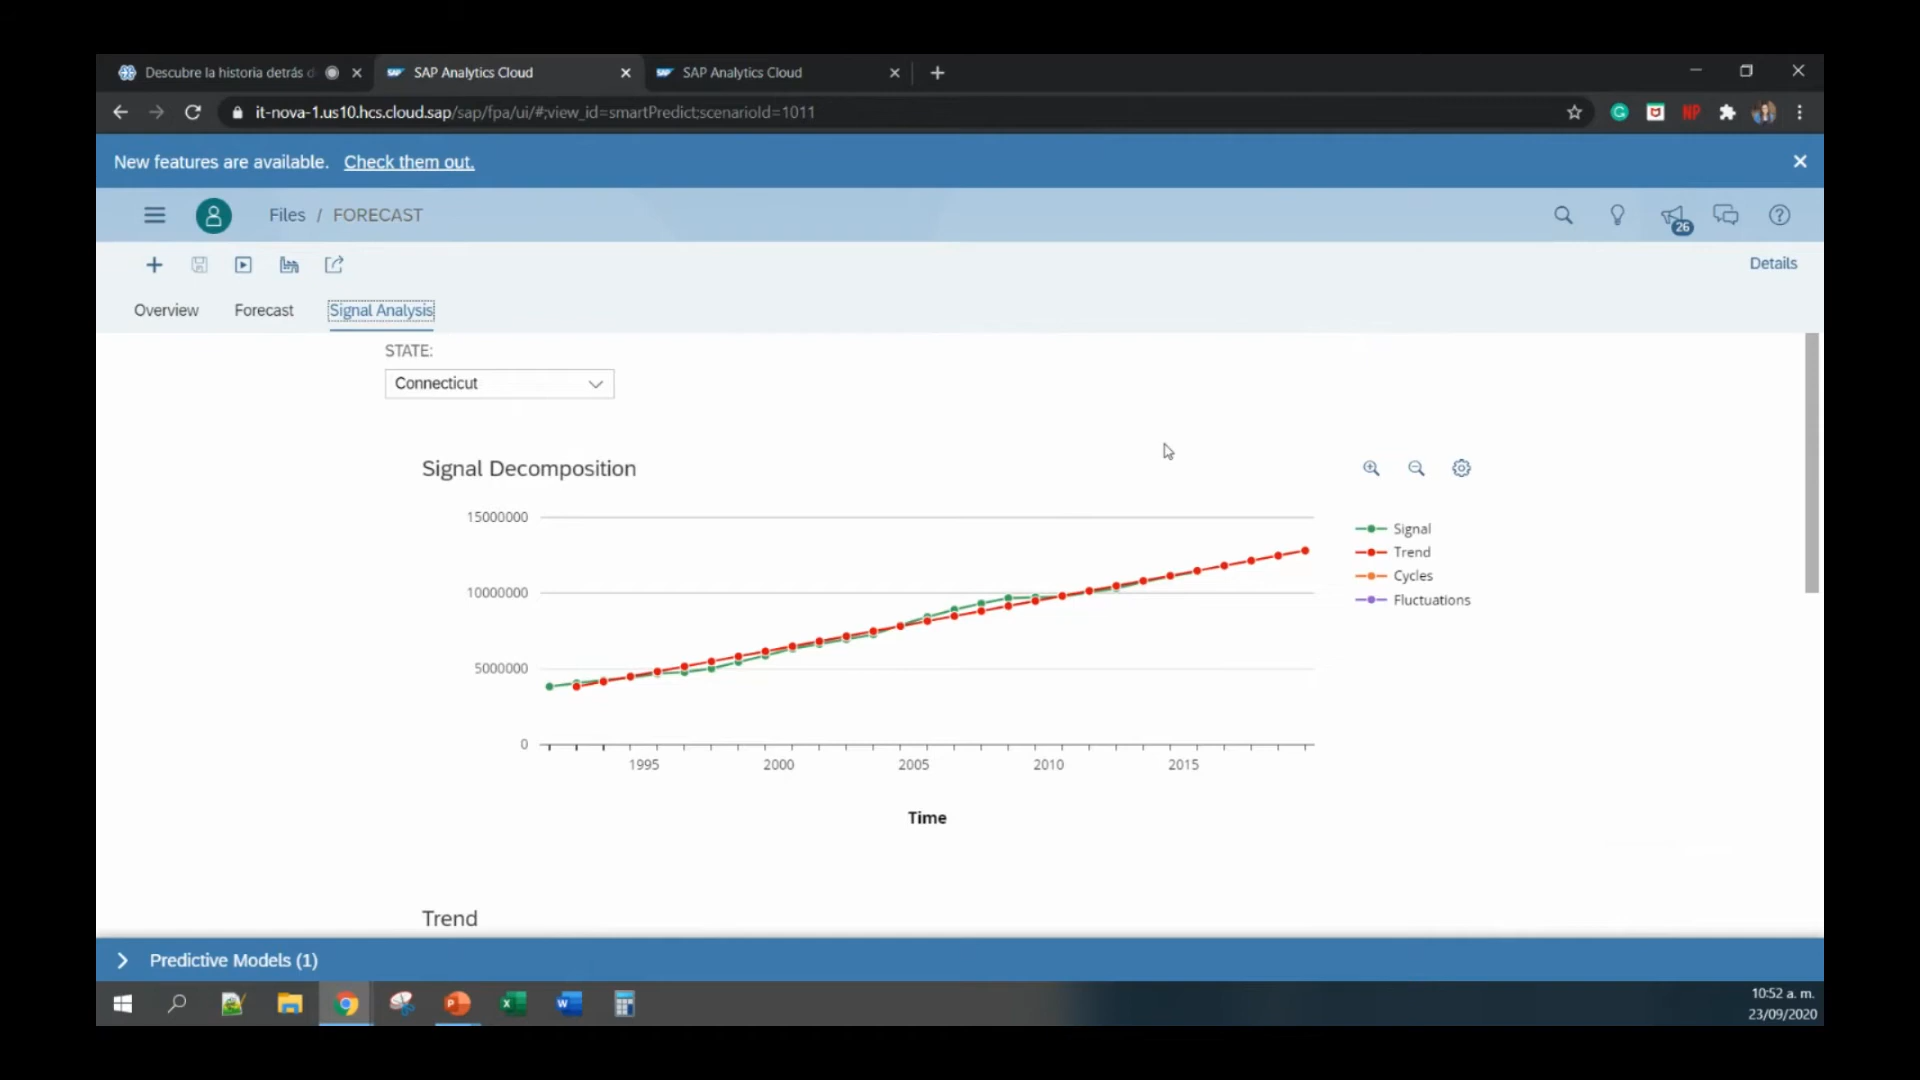 Descubre la historia detrás d
SAP Analytics Cloud
SAP Analytics Cloud
it-nova-1.us10.hcs.cloud.sap/sap/fpa/ui/#;view_id=smartPredict;scenarioId=1011
New features are available. Check them out.
Files / FORECAST
26
Details
Overview Forecast Signal Analysis
STATE:
Connecticut
Signal Decomposition
15000000
10000000
5000000
0
1995 2000 2005 2010 2015
Time
Signal
Trend
Cycles
Fluctuations
Trend
Predictive Models (1)
10:52 a. m.
23/09/2020